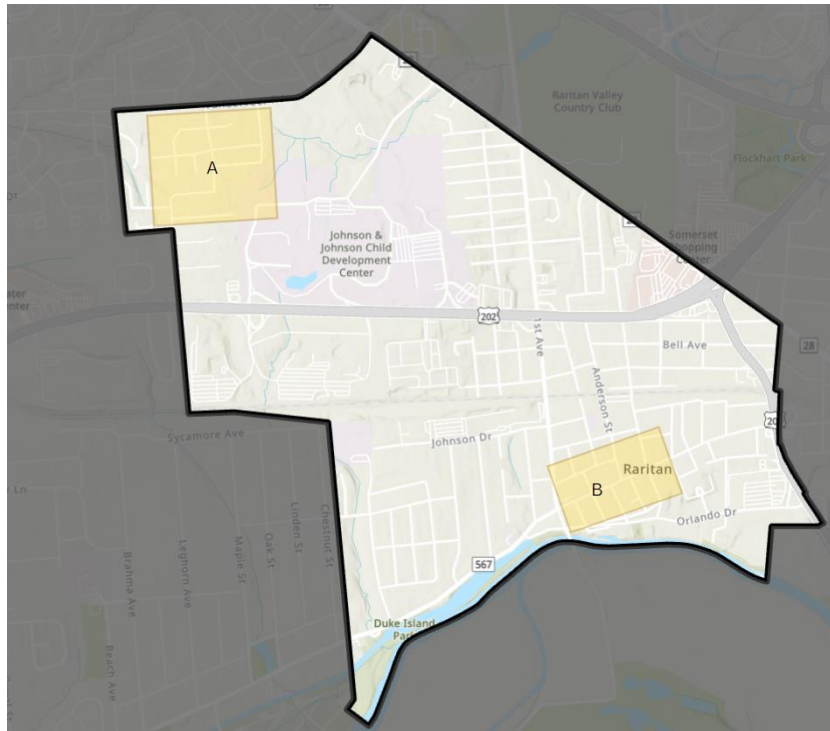 Raritan Valley
Country Club
Flockhart Park
A
Johnson &
Johnson Child
Development
Center
Somerset
Shopping
Center
202
1st Ave
Bell Ave
28
Anderson St
Sycamore Ave
Johnson Dr
Raritan
B
Orlando Dr
Linden St
Chestnut St
Oak St
Maple St
Leghorn Ave
Brahma Ave
567
Duke Island
Beach Ave